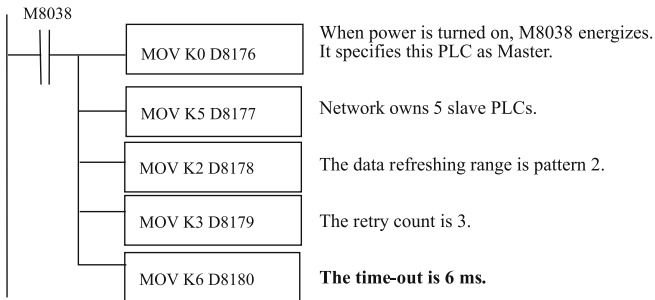 M8038
MOV K0 D8176
When power is turned on, M8038 energizes.
It specifies this PLC as Master.
MOV K5 D8177
Network owns 5 slave PLCs.
MOV K2 D8178
The data refreshing range is pattern 2.
MOV K3 D8179
The retry count is 3.
MOV K6 D8180
The time-out is 6 ms.